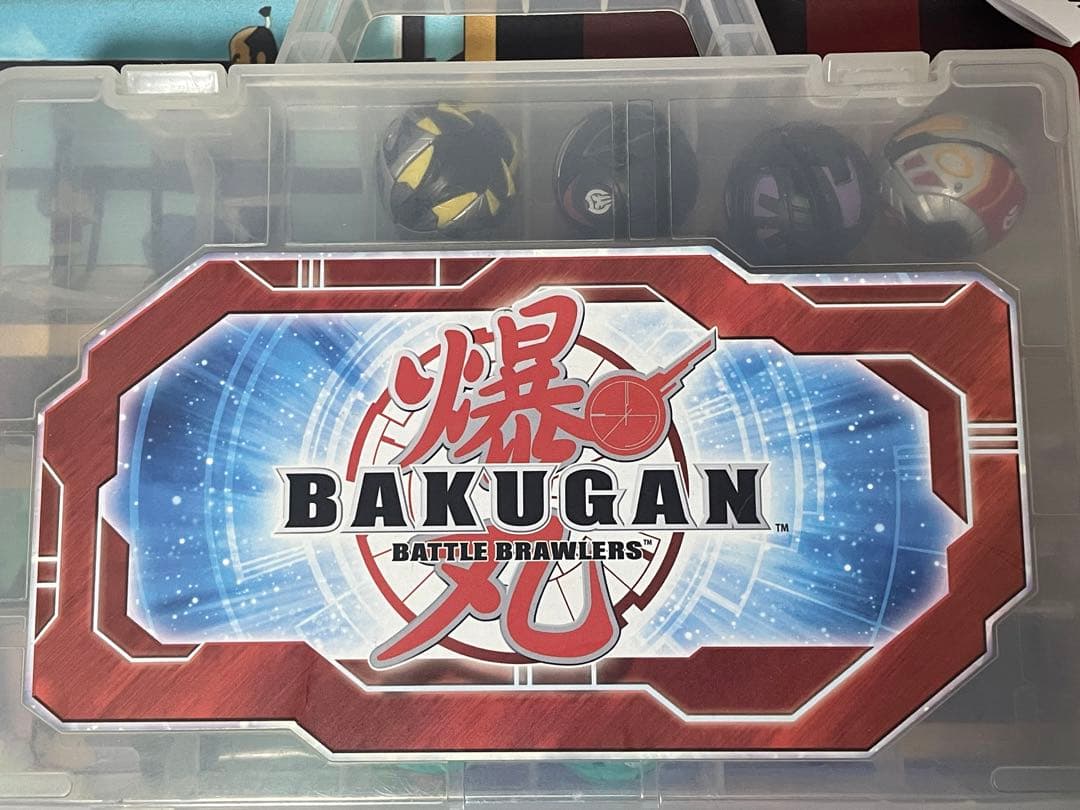 爆
BAKUGAN™
BATTLE BRAWLERS™
丸